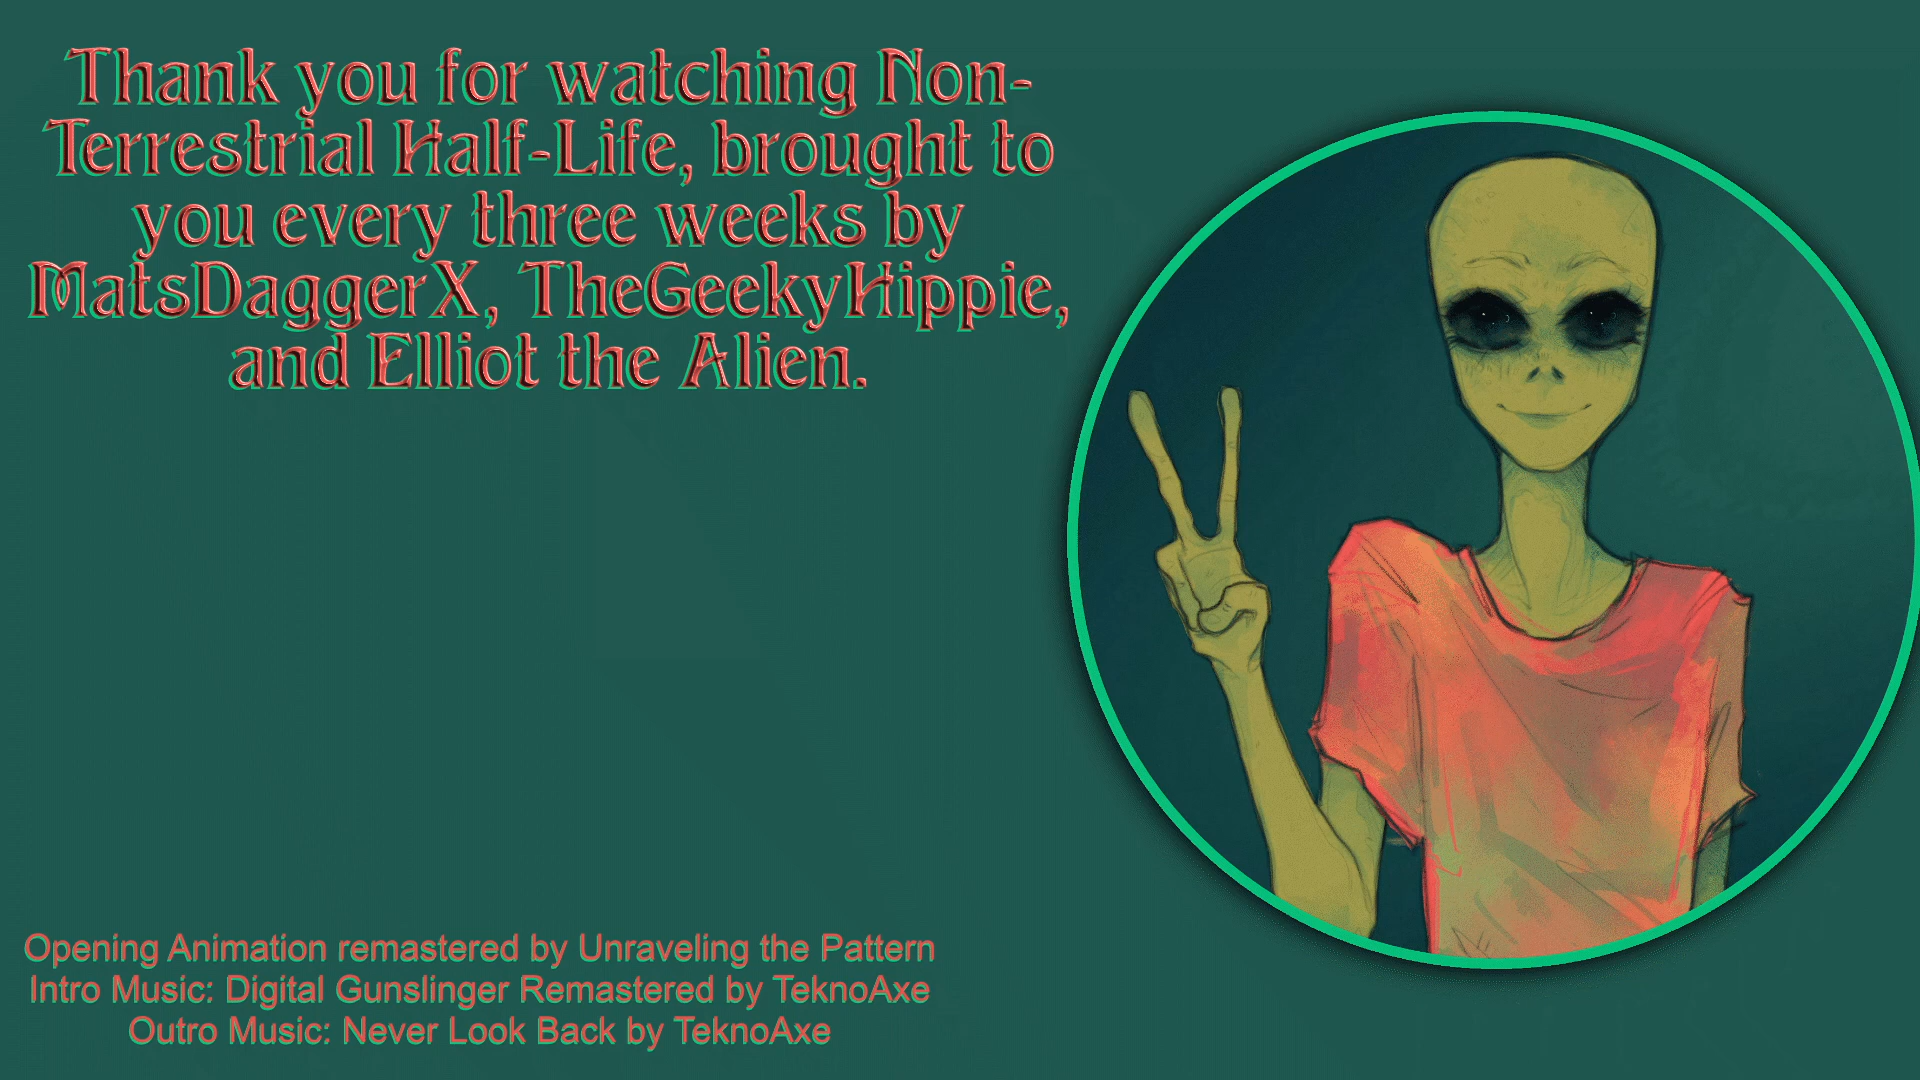 Thank you for watching Non-
Terrestrial Half-Life, brought to
you every three weeks by
MatsDaggerX, TheGeekyHippie,
and Elliot the Alien.
Opening Animation remastered by Unraveling the Pattern
Intro Music: Digital Gunslinger Remastered by TeknoAxe
Outro Music: Never Look Back by TeknoAxe